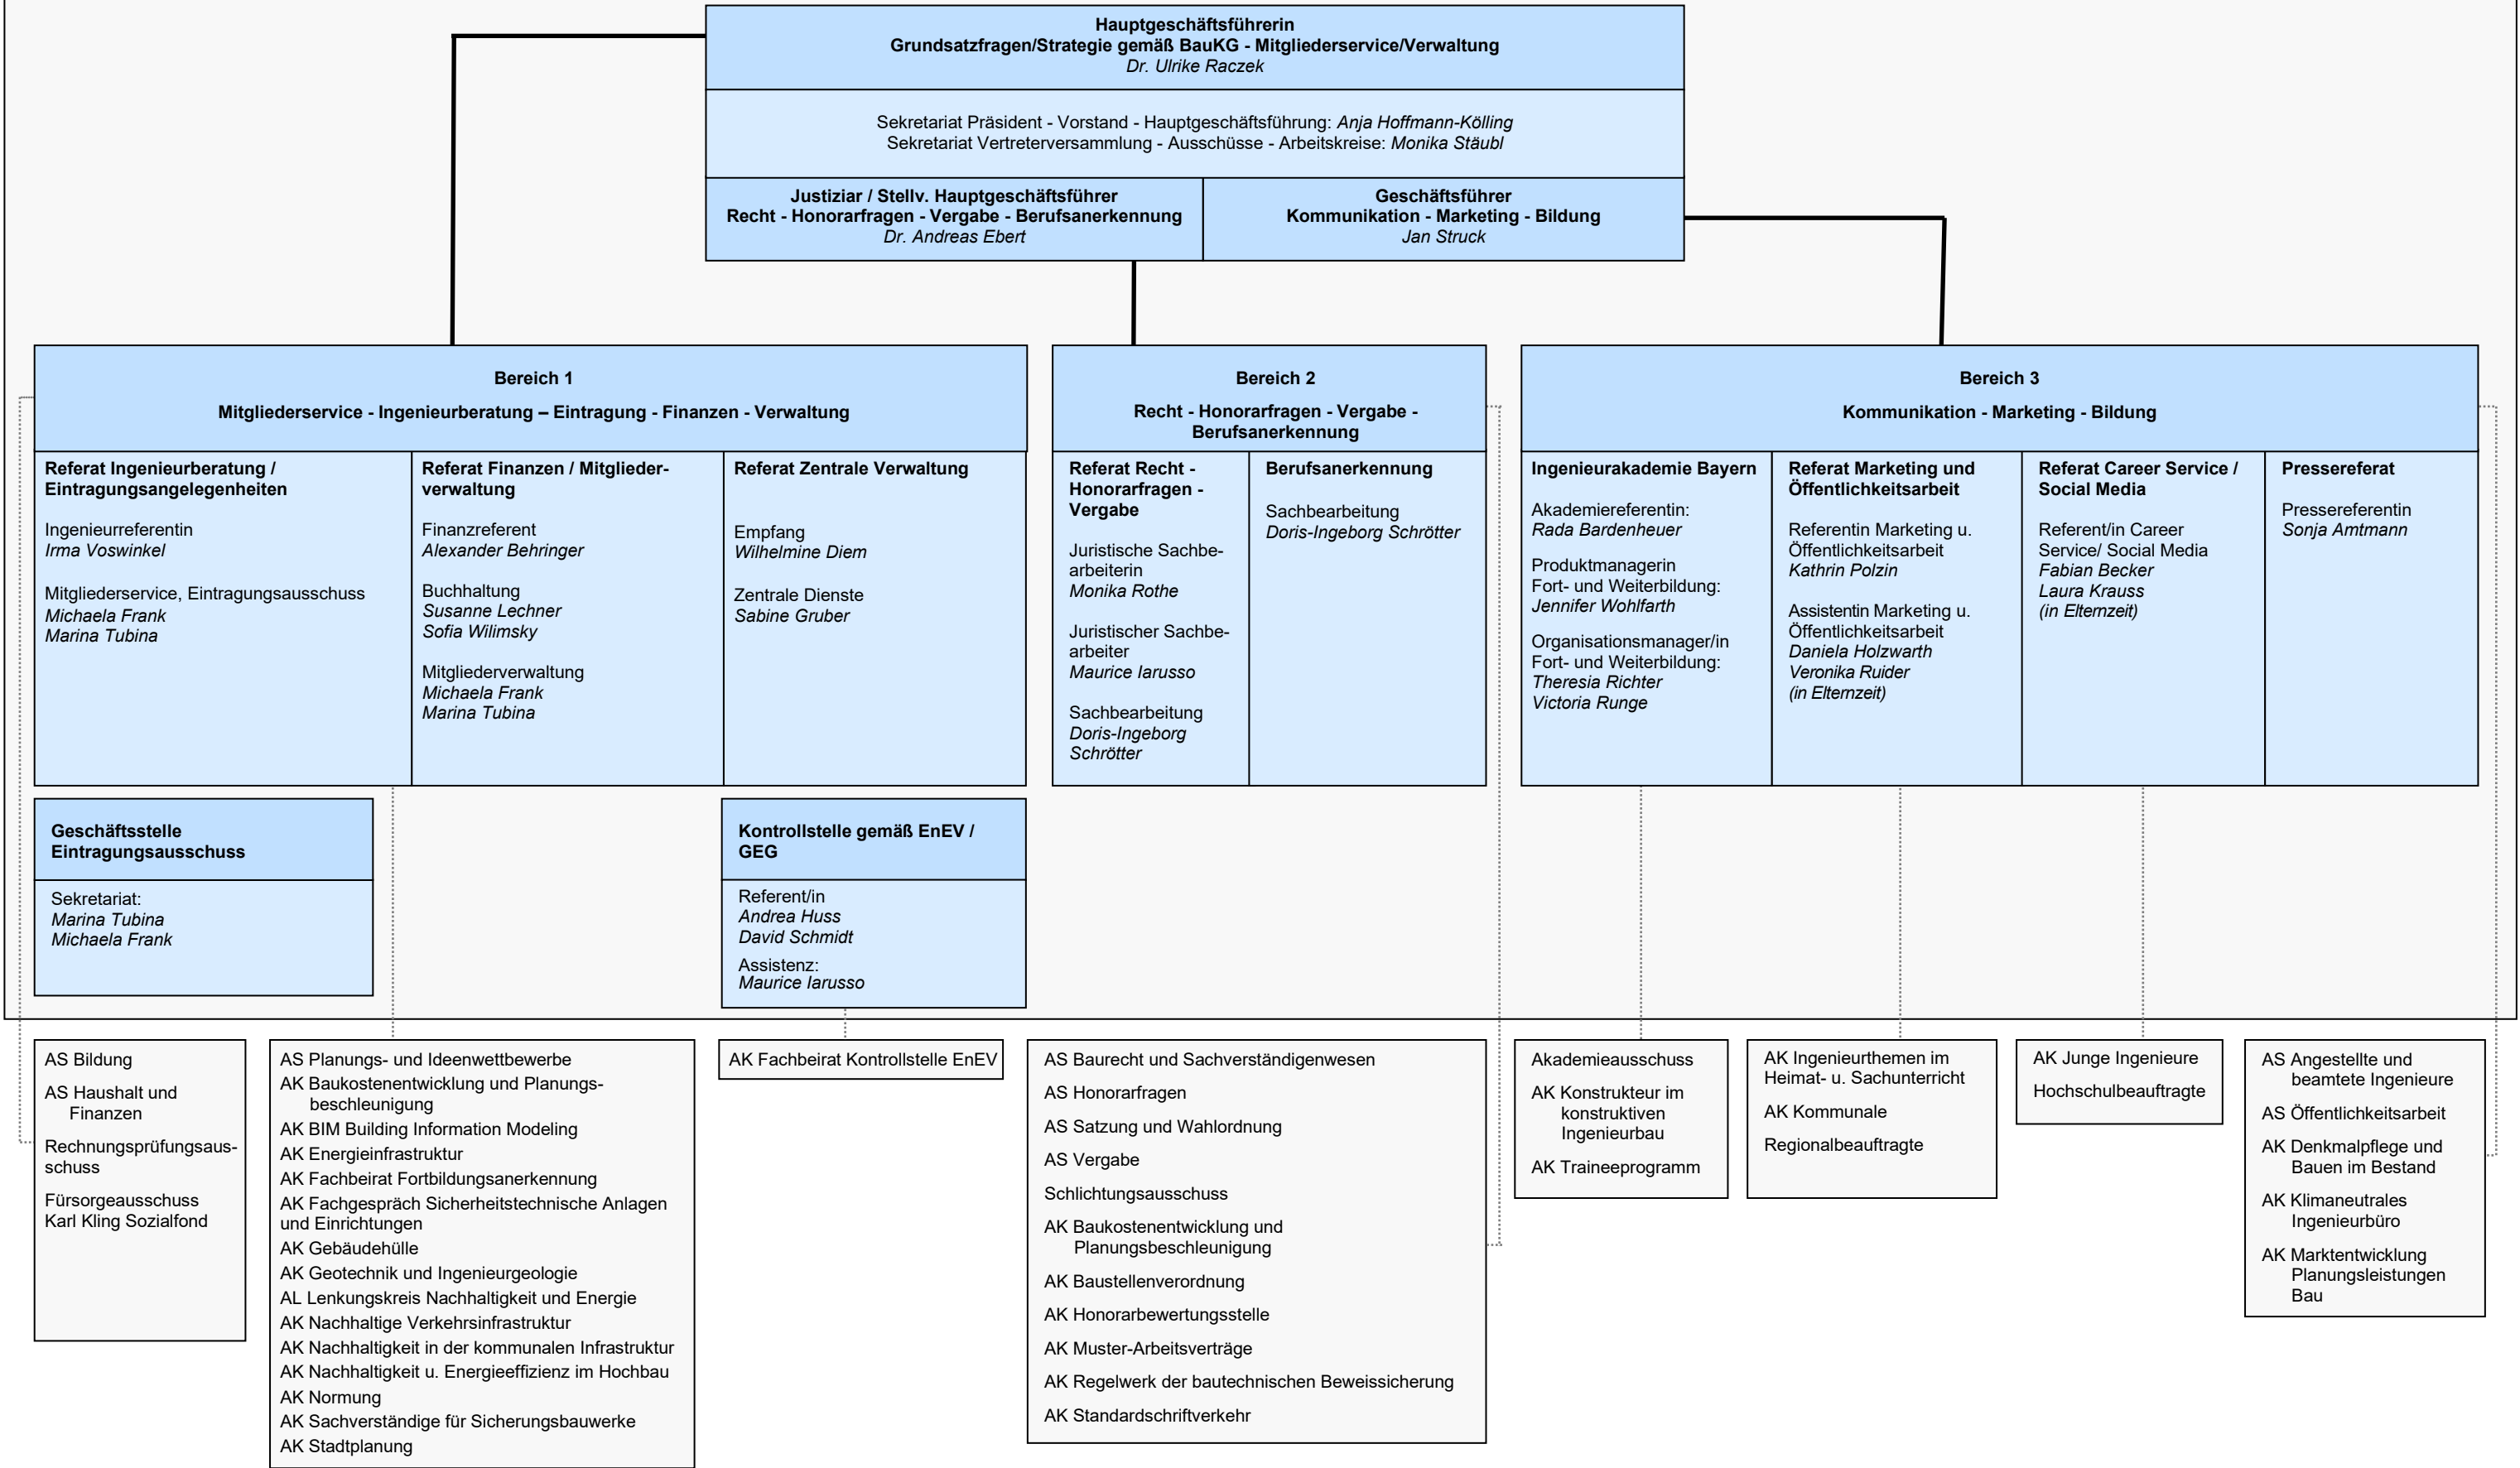 Hauptgeschäftsführerin
Grundsatzfragen/Strategie gemäß BauKG - Mitgliederservice/Verwaltung
Dr. Ulrike Raczek
Sekretariat Präsident - Vorstand - Hauptgeschäftsführung: Anja Hoffmann-Kölling
Sekretariat Vertreterversammlung - Ausschüsse - Arbeitskreise: Monika Stäubl
Justiziar / Stellv. Hauptgeschäftsführer
Recht - Honorarfragen - Vergabe - Berufsanerkennung
Dr. Andreas Ebert
Geschäftsführer
Kommunikation - Marketing - Bildung
Jan Struck
Bereich 1
Mitgliederservice - Ingenieurberatung – Eintragung - Finanzen - Verwaltung
Referat Ingenieurberatung /
Eintragungsangelegenheiten
Ingenieurreferentin
Irma Voswinkel
Mitgliederservice, Eintragungsausschuss
Michaela Frank
Marina Tubina
Referat Finanzen / Mitglieder-
verwaltung
Finanzreferent
Alexander Behringer
Buchhaltung
Susanne Lechner
Sofia Wilimsky
Mitgliederverwaltung
Michaela Frank
Marina Tubina
Referat Zentrale Verwaltung
Empfang
Wilhelmine Diem
Zentrale Dienste
Sabine Gruber
Bereich 2
Recht - Honorarfragen - Vergabe -
Berufsanerkennung
Referat Recht -
Honorarfragen -
Vergabe
Juristische Sachbe-
arbeiterin
Monika Rothe
Juristischer Sachbe-
arbeiter
Maurice Iarusso
Sachbearbeitung
Doris-Ingeborg
Schrötter
Berufsanerkennung
Sachbearbeitung
Doris-Ingeborg Schrötter
Bereich 3
Kommunikation - Marketing - Bildung
Ingenieurakademie Bayern
Akademiereferentin:
Rada Bardenheuer
Produktmanagerin
Fort- und Weiterbildung:
Jennifer Wohlfarth
Organisationsmanager/in
Fort- und Weiterbildung:
Theresia Richter
Victoria Runge
Referat Marketing und
Öffentlichkeitsarbeit
Referentin Marketing u.
Öffentlichkeitsarbeit
Kathrin Polzin
Assistentin Marketing u.
Öffentlichkeitsarbeit
Daniela Holzwarth
Veronika Ruider
(in Elternzeit)
Referat Career Service /
Social Media
Referent/in Career
Service/ Social Media
Fabian Becker
Laura Krauss
(in Elternzeit)
Pressereferat
Pressereferentin
Sonja Amtmann
Geschäftsstelle
Eintragungsausschuss
Sekretariat:
Marina Tubina
Michaela Frank
Kontrollstelle gemäß EnEV /
GEG
Referent/in
Andrea Huss
David Schmidt
Assistenz:
Maurice Iarusso
AS Bildung
AS Haushalt und
Finanzen
Rechnungsprüfungsaus-
schuss
Fürsorgeausschuss
Karl Kling Sozialfond
AS Planungs- und Ideenwettbewerbe
AK Baukostenentwicklung und Planungs-
beschleunigung
AK BIM Building Information Modeling
AK Energieinfrastruktur
AK Fachbeirat Fortbildungsanerkennung
AK Fachgespräch Sicherheitstechnische Anlagen
und Einrichtungen
AK Gebäudehülle
AK Geotechnik und Ingenieurgeologie
AL Lenkungskreis Nachhaltigkeit und Energie
AK Nachhaltige Verkehrsinfrastruktur
AK Nachhaltigkeit in der kommunalen Infrastruktur
AK Nachhaltigkeit u. Energieeffizienz im Hochbau
AK Normung
AK Sachverständige für Sicherungsbauwerke
AK Stadtplanung
AK Fachbeirat Kontrollstelle EnEV
AS Baurecht und Sachverständigenwesen
AS Honorarfragen
AS Satzung und Wahlordnung
AS Vergabe
Schlichtungsausschuss
AK Baukostenentwicklung und
Planungsbeschleunigung
AK Baustellenverordnung
AK Honorarbewertungsstelle
AK Muster-Arbeitsverträge
AK Regelwerk der bautechnischen Beweissicherung
AK Standardschriftverkehr
Akademieausschuss
AK Konstrukteur im
konstruktiven
Ingenieurbau
AK Traineeprogramm
AK Ingenieurthemen im
Heimat- u. Sachunterricht
AK Kommunale
Regionalbeauftragte
AK Junge Ingenieure
Hochschulbeauftragte
AS Angestellte und
beamtete Ingenieure
AS Öffentlichkeitsarbeit
AK Denkmalpflege und
Bauen im Bestand
AK Klimaneutrales
Ingenieurbüro
AK Marktentwicklung
Planungsleistungen
Bau